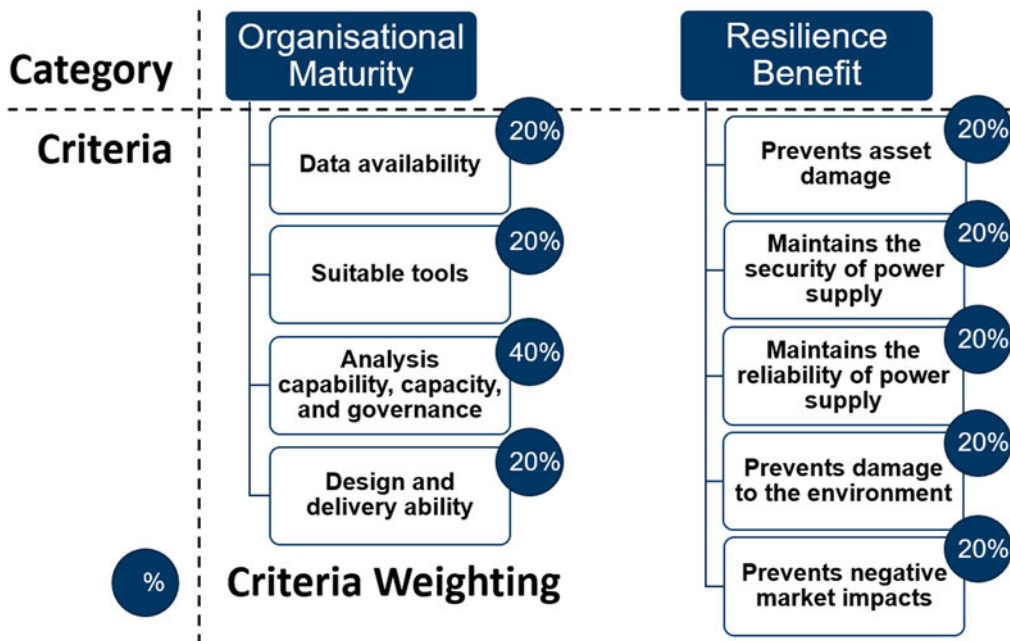 Category
Organisational
Maturity
Resilience
Benefit
Criteria
20%
Data availability
20%
Suitable tools
40%
Analysis
capability, capacity,
and governance
20%
Design and
delivery ability
20%
Prevents asset
damage
20%
Maintains the
security of power
supply
20%
Maintains the
reliability of power
supply
20%
Prevents damage
to the environment
20%
Prevents negative
market impacts
%
Criteria Weighting